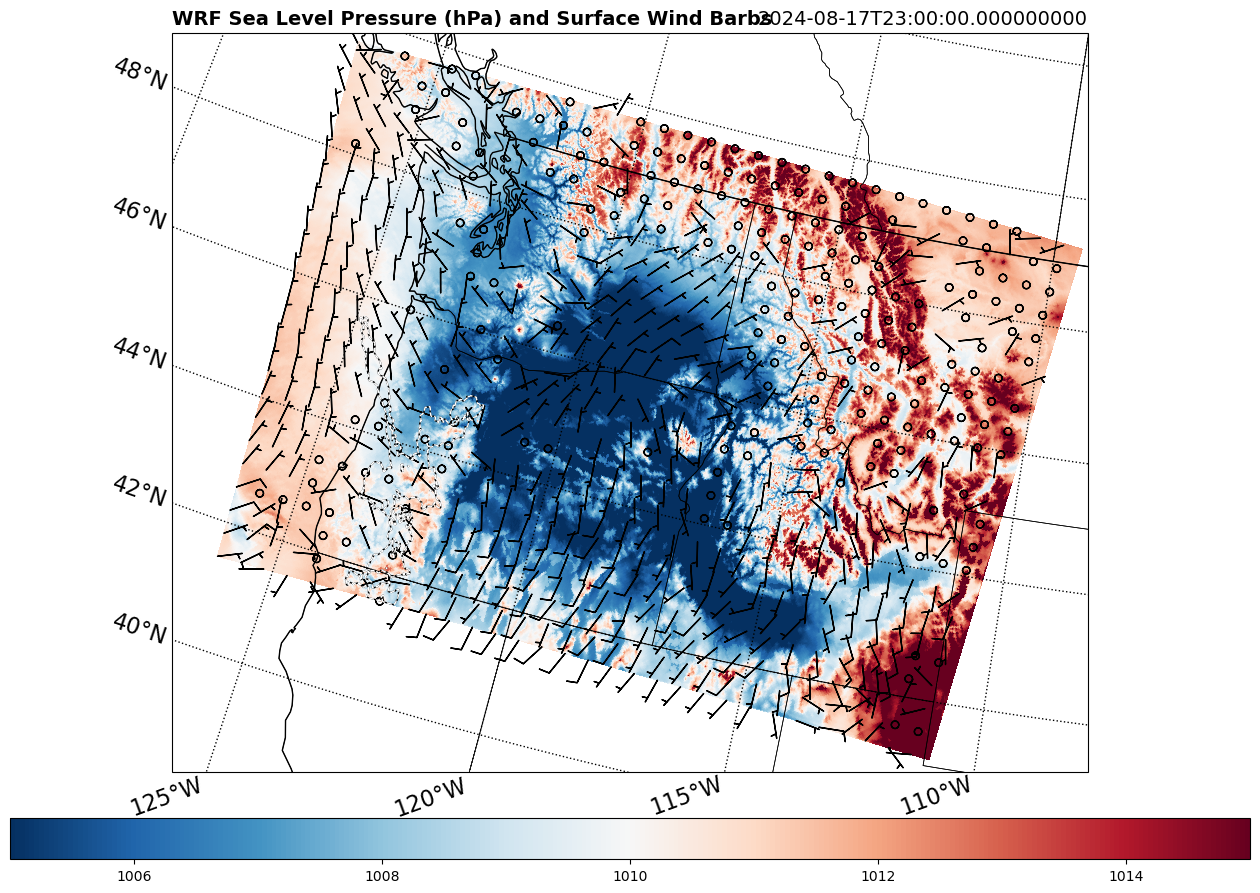 WRF Sea Level Pressure (hPa) and Surface Wind Barbs
2024-08-17T23:00:00.000000000
48°N
46°N
44°N
42°N
40°N
125°W
120°W
115°W
110°W
1006
1008
1010
1012
1014